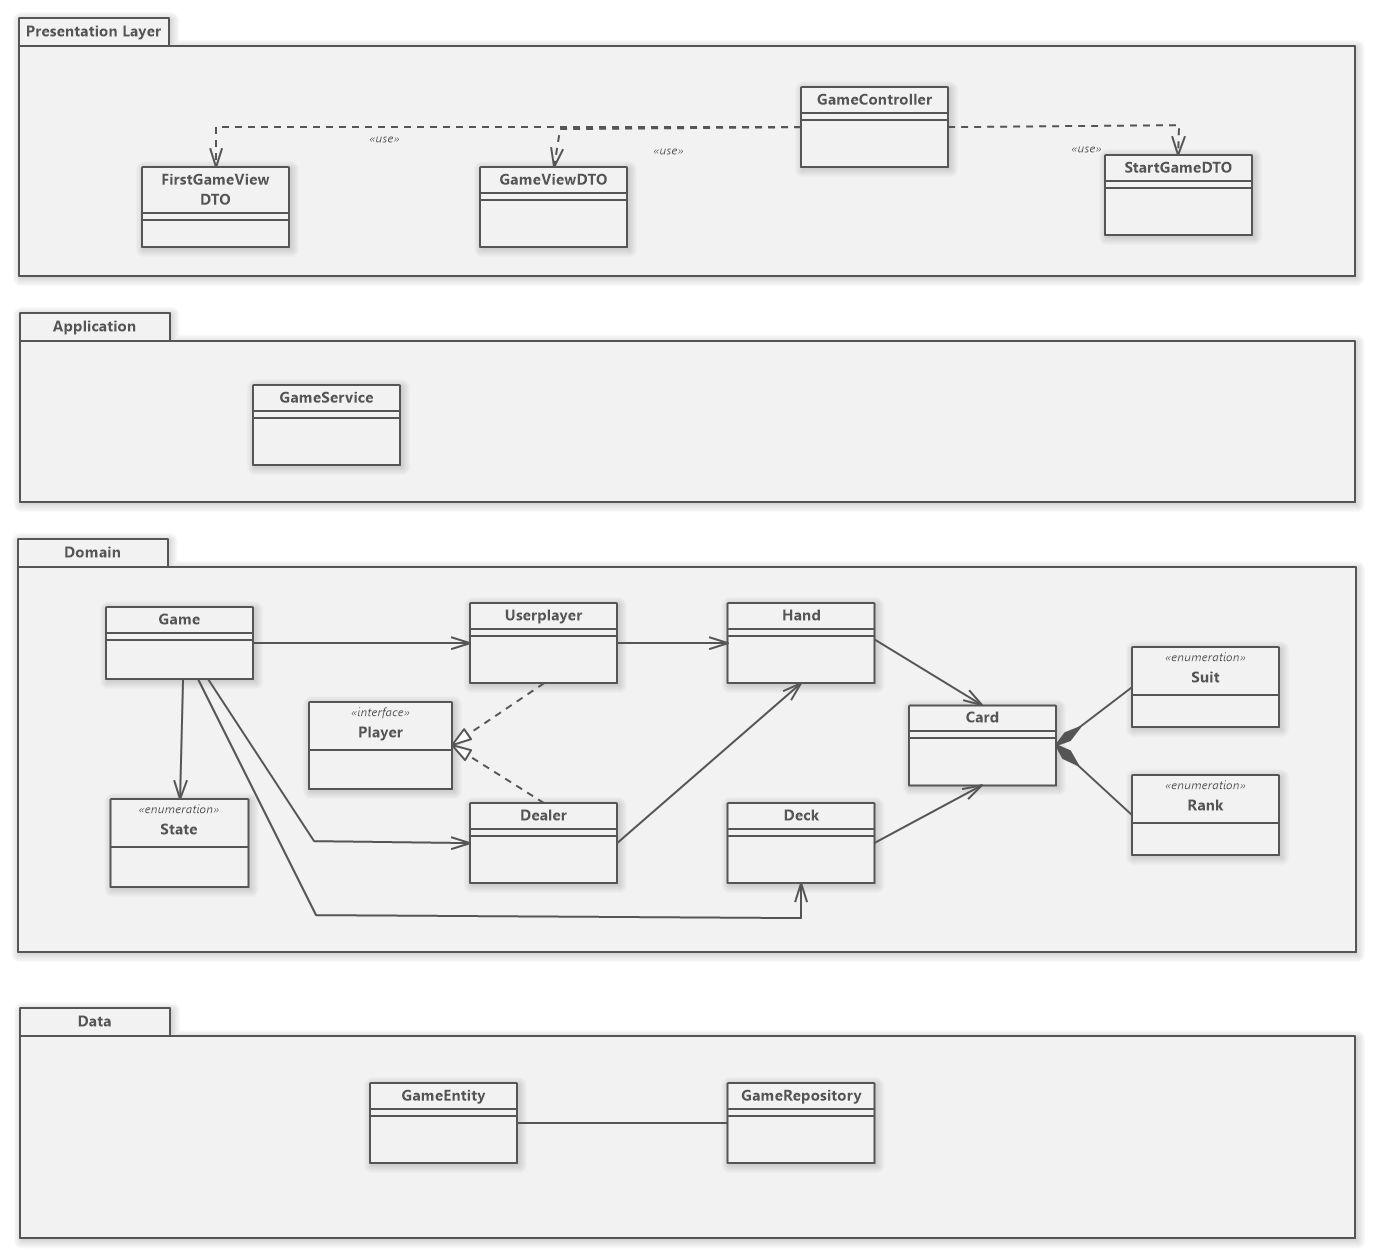 Presentation Layer
GameController
«use»
«use»
«use»
FirstGameView
DTO
GameViewDTO
StartGameDTO
Application
GameService
Domain
Game
Userplayer
Hand
«enumeration»
Suit
«interface»
Player
Card
«enumeration»
State
Dealer
Deck
«enumeration»
Rank
Data
GameEntity
GameRepository